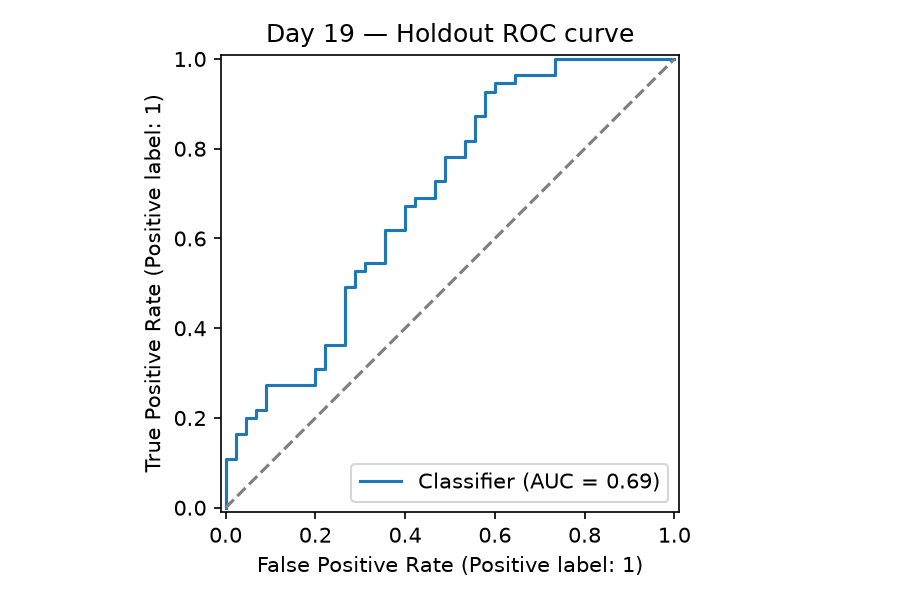 Day 19 — Holdout ROC curve
True Positive Rate (Positive label: 1)
1.0
0.8
0.6
0.4
0.2
0.0
Classifier (AUC = 0.69)
0.0 0.2 0.4 0.6 0.8 1.0
False Positive Rate (Positive label: 1)